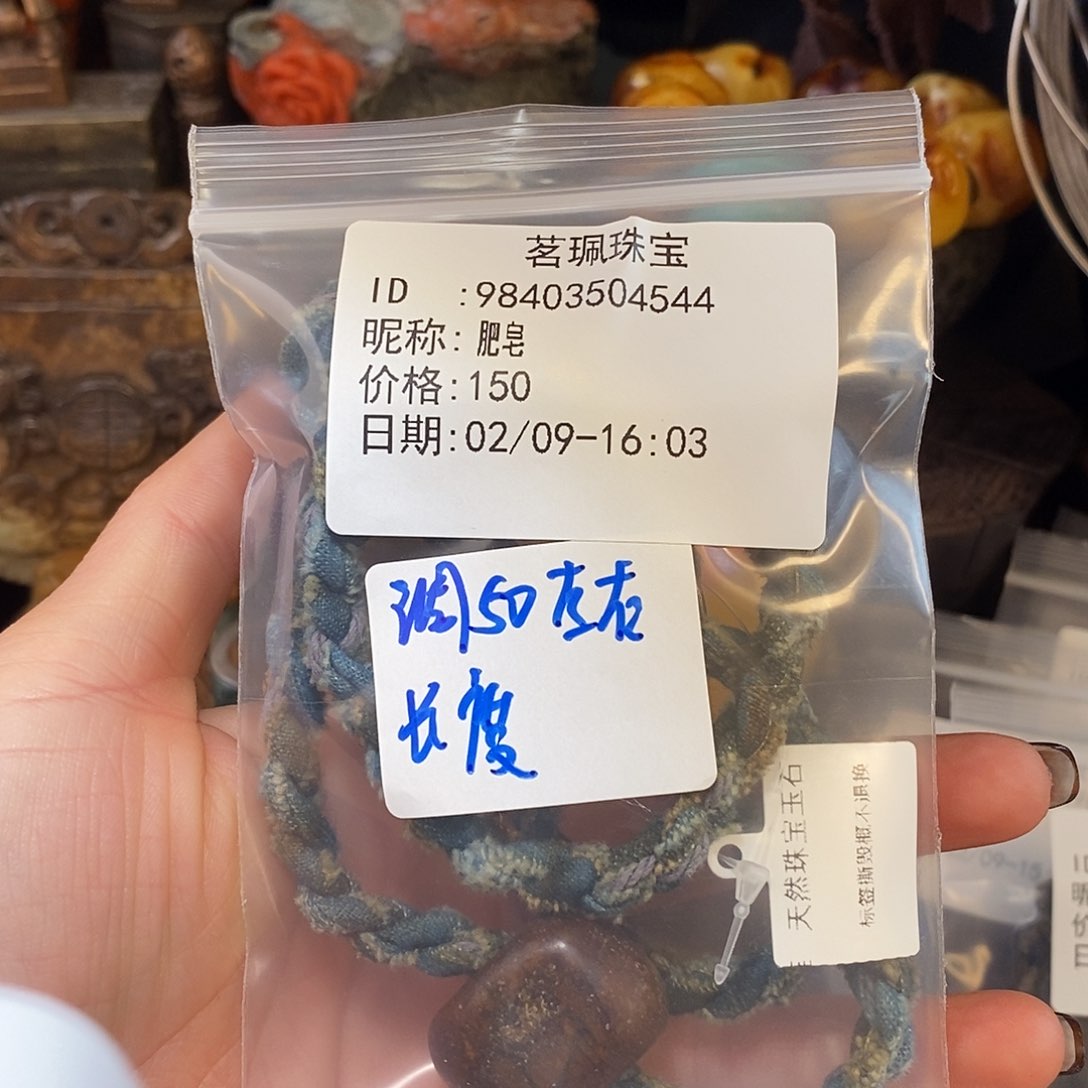 茗珮珠宝
ID :98403504544
昵称: 肥皂
价格:150
日期:02/09-16:03
调50左右
长度
天然珠宝玉石
标签撕毁概不退换